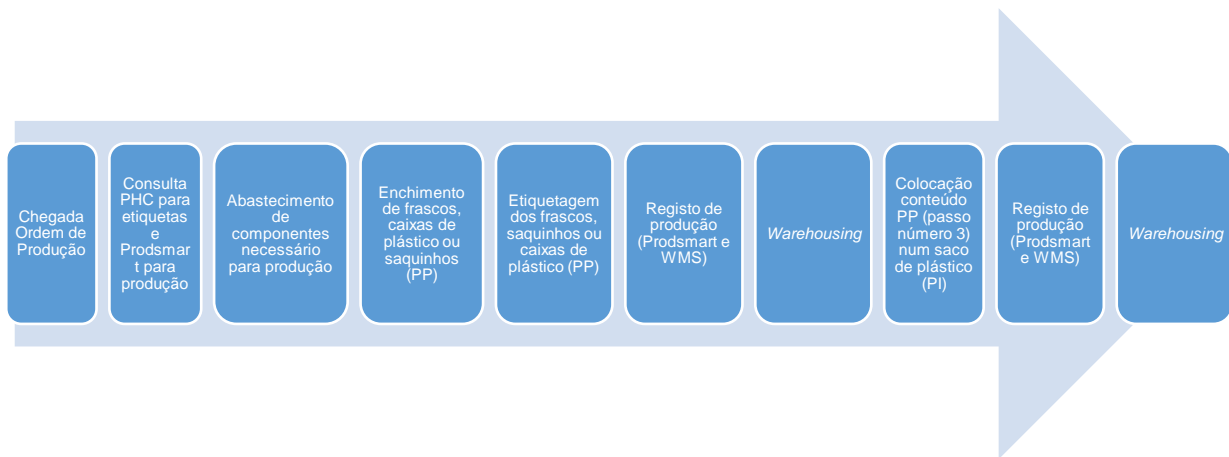 Chegada
Ordem de
Produção
Consulta
PHC para
etiquetas
e
Prodsmar
t para
produção
Abastecimento
de
componentes
necessário
para produção
Enchimento
de frascos,
caixas de
plástico ou
saquinhos
(PP)
Etiquetagem
dos frascos,
saquinhos ou
caixas de
plástico (PP)
Registo de
produção
(Prodsmart e
WMS)
Warehousing
Colocação
conteúdo
PP (passo
número 3)
num saco
de plástico
(PI)
Registo de
produção
(Prodsmart
e WMS)
Warehousing